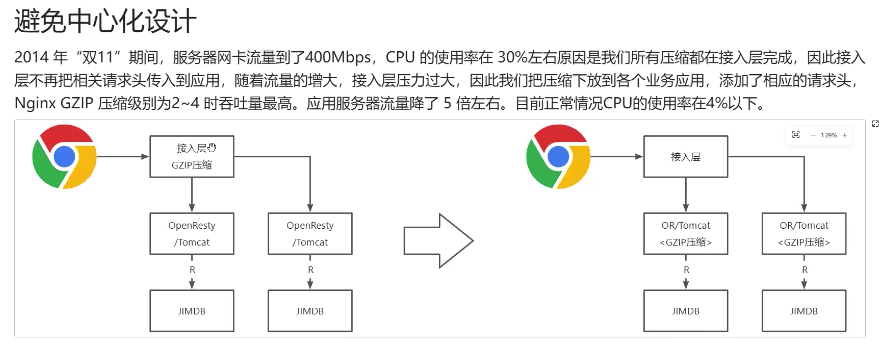 避免中心化设计
2014 年“双11”期间，服务器网卡流量到了400Mbps，CPU 的使用率在 30%左右原因是我们所有压缩都在接入层完成，因此接入
层不再把相关请求头传入到应用，随着流量的增大，接入层压力过大，因此我们把压缩下放到各个业务应用，添加了相应的请求头，
Nginx GZIP 压缩级别为2~4 时吞吐量最高。应用服务器流量降了 5 倍左右。目前正常情况CPU的使用率在4%以下。
接入层
GZIP压缩
OpenResty
/Tomcat
OpenResty
/Tomcat
R
R
JIMDB
JIMDB
139%
接入层
OR/Tomcat
<GZIP压缩>
OR/Tomcat
<GZIP压缩>
R
R
JIMDB
JIMDB